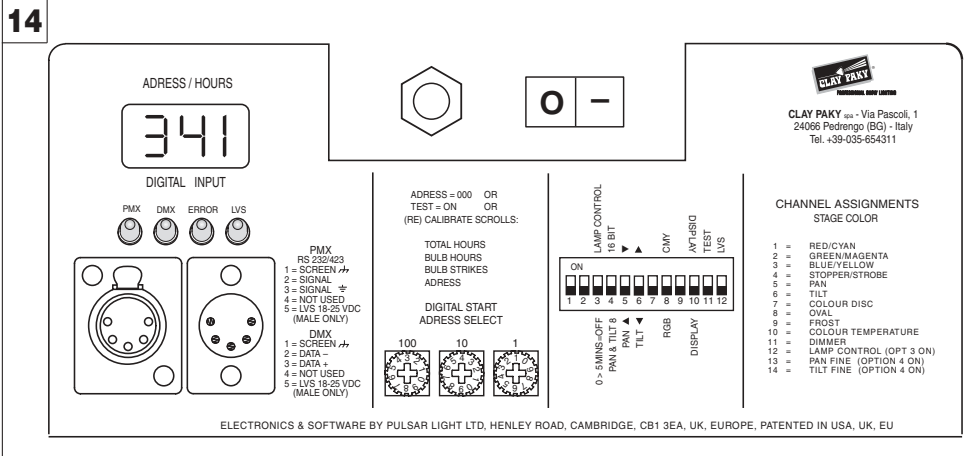 14
ADRESS / HOURS
341
DIGITAL INPUT
PMX DMX ERROR LVS
PMX
RS 232/423
1 = SCREEN
2 = SIGNAL
3 = SIGNAL
4 = NOT USED
5 = LVS 18-25 VDC
(MALE ONLY)
DMX
1 = SCREEN
2 = DATA –
3 = DATA +
4 = NOT USED
5 = LVS 18-25 VDC
(MALE ONLY)
O –
ADRESS = 000 OR
TEST = ON OR
(RE) CALIBRATE SCROLLS:
TOTAL HOURS
BULB HOURS
BULB STRIKES
ADRESS
DIGITAL START
ADRESS SELECT
100 10 1
LAMP CONTROL
16 BIT
CMY
DISPLAY
TEST
LVS
ON
1 2 3 4 5 6 7 8 9 10 11 12
0 > 5MINS=OFF
PAN & TILT 8
PAN
TILT
RGB
DISPLAY
CLAY PAKY
PROFESSIONAL SHOW LIGHTING
CLAY PAKY spa - Via Pascoli, 1
24066 Pedrengo (BG) - Italy
Tel. +39-035-654311
CHANNEL ASSIGNMENTS
STAGE COLOR
1 = RED/CYAN
2 = GREEN/MAGENTA
3 = BLUE/YELLOW
4 = STOPPER/STROBE
5 = PAN
6 = TILT
7 = COLOUR DISC
8 = OVAL
9 = FROST
10 = COLOUR TEMPERATURE
11 = DIMMER
12 = LAMP CONTROL (OPT 3 ON)
13 = PAN FINE (OPTION 4 ON)
14 = TILT FINE (OPTION 4 ON)
ELECTRONICS & SOFTWARE BY PULSAR LIGHT LTD, HENLEY ROAD, CAMBRIDGE, CB1 3EA, UK, EUROPE, PATENTED IN USA, UK, EU